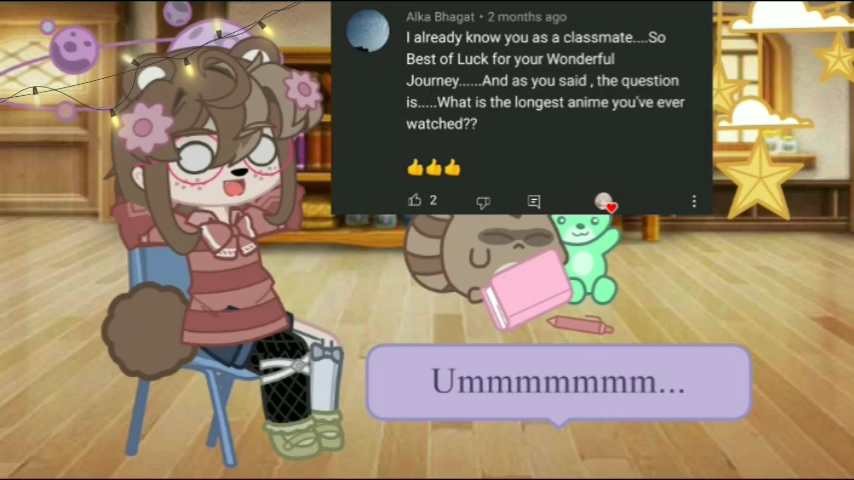 Alka Bhagat • 2 months ago
I already know you as a classmate....So
Best of Luck for your Wonderful
Journey......And as you said , the question
is.....What is the longest anime you've ever
watched??
👍👍👍
2
Ummmmmmm...